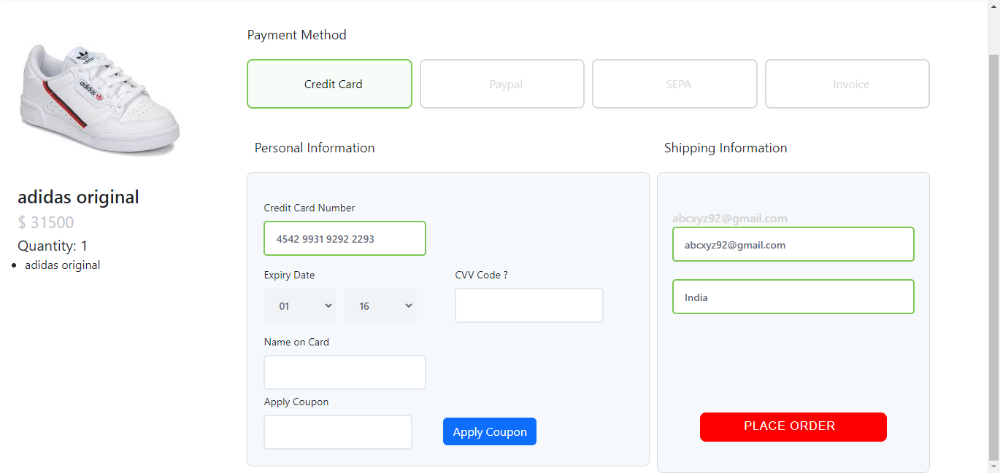 Payment Method
Credit Card
Paypal
SEPA
Invoice
adidas
adidas
adidas original
$ 31500
Quantity: 1
adidas original
Personal Information
Credit Card Number
4542 9931 9292 2293
Expiry Date
01
16
CVV Code ?
Name on Card
Apply Coupon
Apply Coupon
Shipping Information
abcxyz92@gmail.com
abcxyz92@gmail.com
India
PLACE ORDER